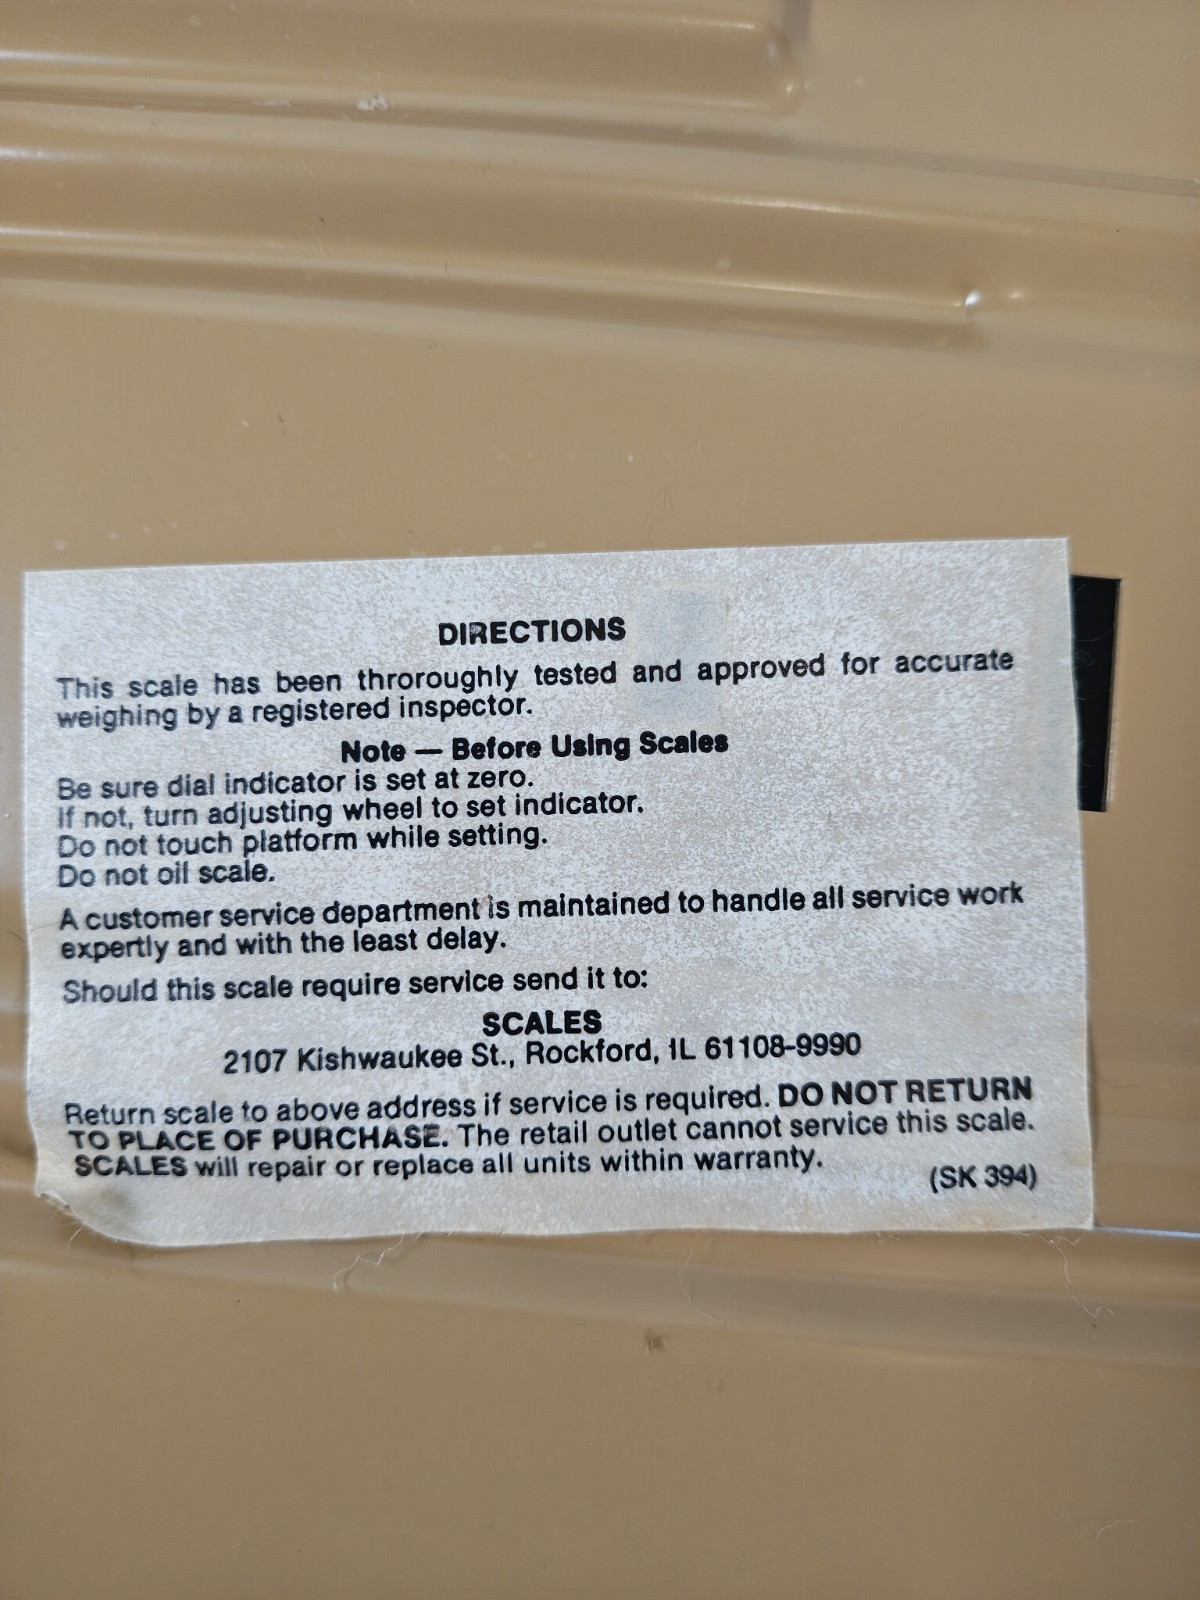 DIRECTIONS
This scale has been throroughly tested and approved for accurate
weighing by a registered inspector.
Note — Before Using Scales
Be sure dial indicator is set at zero.
If not, turn adjusting wheel to set indicator.
Do not touch platform while setting.
Do not oil scale.
A customer service department is maintained to handle all service work
expertly and with the least delay.
Should this scale require service send it to:
SCALES
2107 Kishwaukee St., Rockford, IL 61108-9990
Return scale to above address if service is required. DO NOT RETURN
TO PLACE OF PURCHASE. The retail outlet cannot service this scale.
SCALES will repair or replace all units within warranty.
(SK 394)